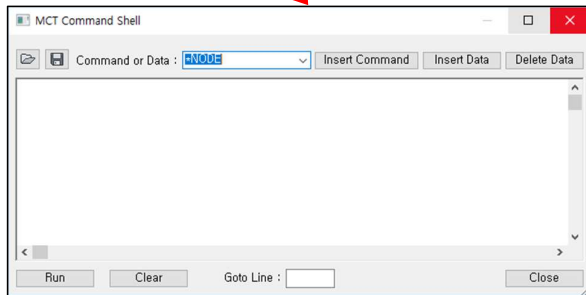 MCT Command Shell
Command or Data : *NODE Insert Command Insert Data Delete Data
Run Clear Goto Line : Close